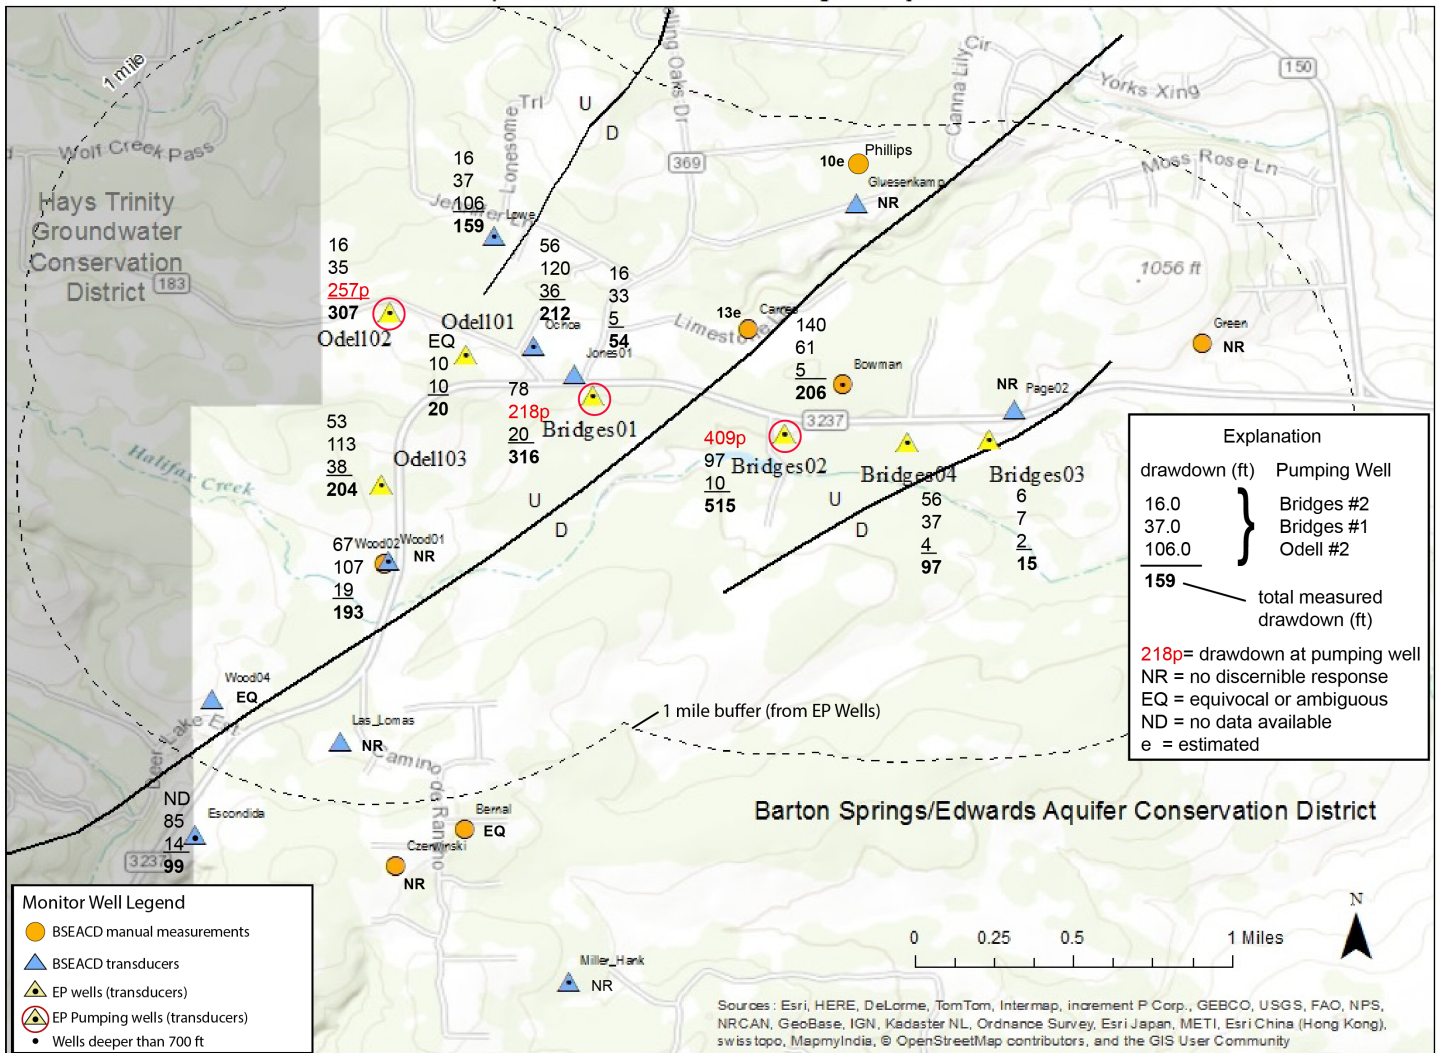 1 mile
Wolf Creek Pass
Hays Trinity
Groundwater
Conservation
District
183
Lonesome
Trl
U
D
Oaks Dr
369
Canna Lily
Cir
Yorks Xing
150
Moss Rose Ln
10e
Phillips
Gluesenkamp
NR
16
37
106
159
Lowe
16
35
257p
307
Odell02
56
120
36
212
Ochoa
16
33
5
54
Jones01
Odell01
EQ
10
10
20
78
218p
20
316
Bridges01
13e
Carnes
140
61
5
206
Bowman
1056 ft
Green
NR
NR
Page02
3237
409p
97
10
515
Bridges02
Bridges04
56
37
4
97
Bridges03
6
7
2
15
53
113
38
204
Odell03
Halifax Creek
U
D
U
D
67
107
19
193
Wood02
Wood01
NR
Wood04
EQ
Lake Est
Las_Lomas
NR
Camino de Rancho
1 mile buffer (from EP Wells)
ND
85
14
99
Escondida
3237
Bernal
EQ
Czerwinski
NR
Miller_Hank
NR
Explanation
drawdown (ft) Pumping Well
16.0 Bridges #2
37.0 Bridges #1
106.0 Odell #2
159
total measured
drawdown (ft)
218p= drawdown at pumping well
NR = no discernible response
EQ = equivocal or ambiguous
ND = no data available
e = estimated
Barton Springs/Edwards Aquifer Conservation District
Monitor Well Legend
BSEACD manual measurements
BSEACD transducers
EP wells (transducers)
EP Pumping wells (transducers)
Wells deeper than 700 ft
0 0.25 0.5 1 Miles
N
Sources: Esri, HERE, DeLorme, TomTom, Intermap, increment P Corp., GEBCO, USGS, FAO, NPS,
NRCAN, GeoBase, IGN, Kadaster NL, Ordnance Survey, Esri Japan, METI, Esri China (Hong Kong),
swisstopo, MapmyIndia, © OpenStreetMap contributors, and the GIS User Community